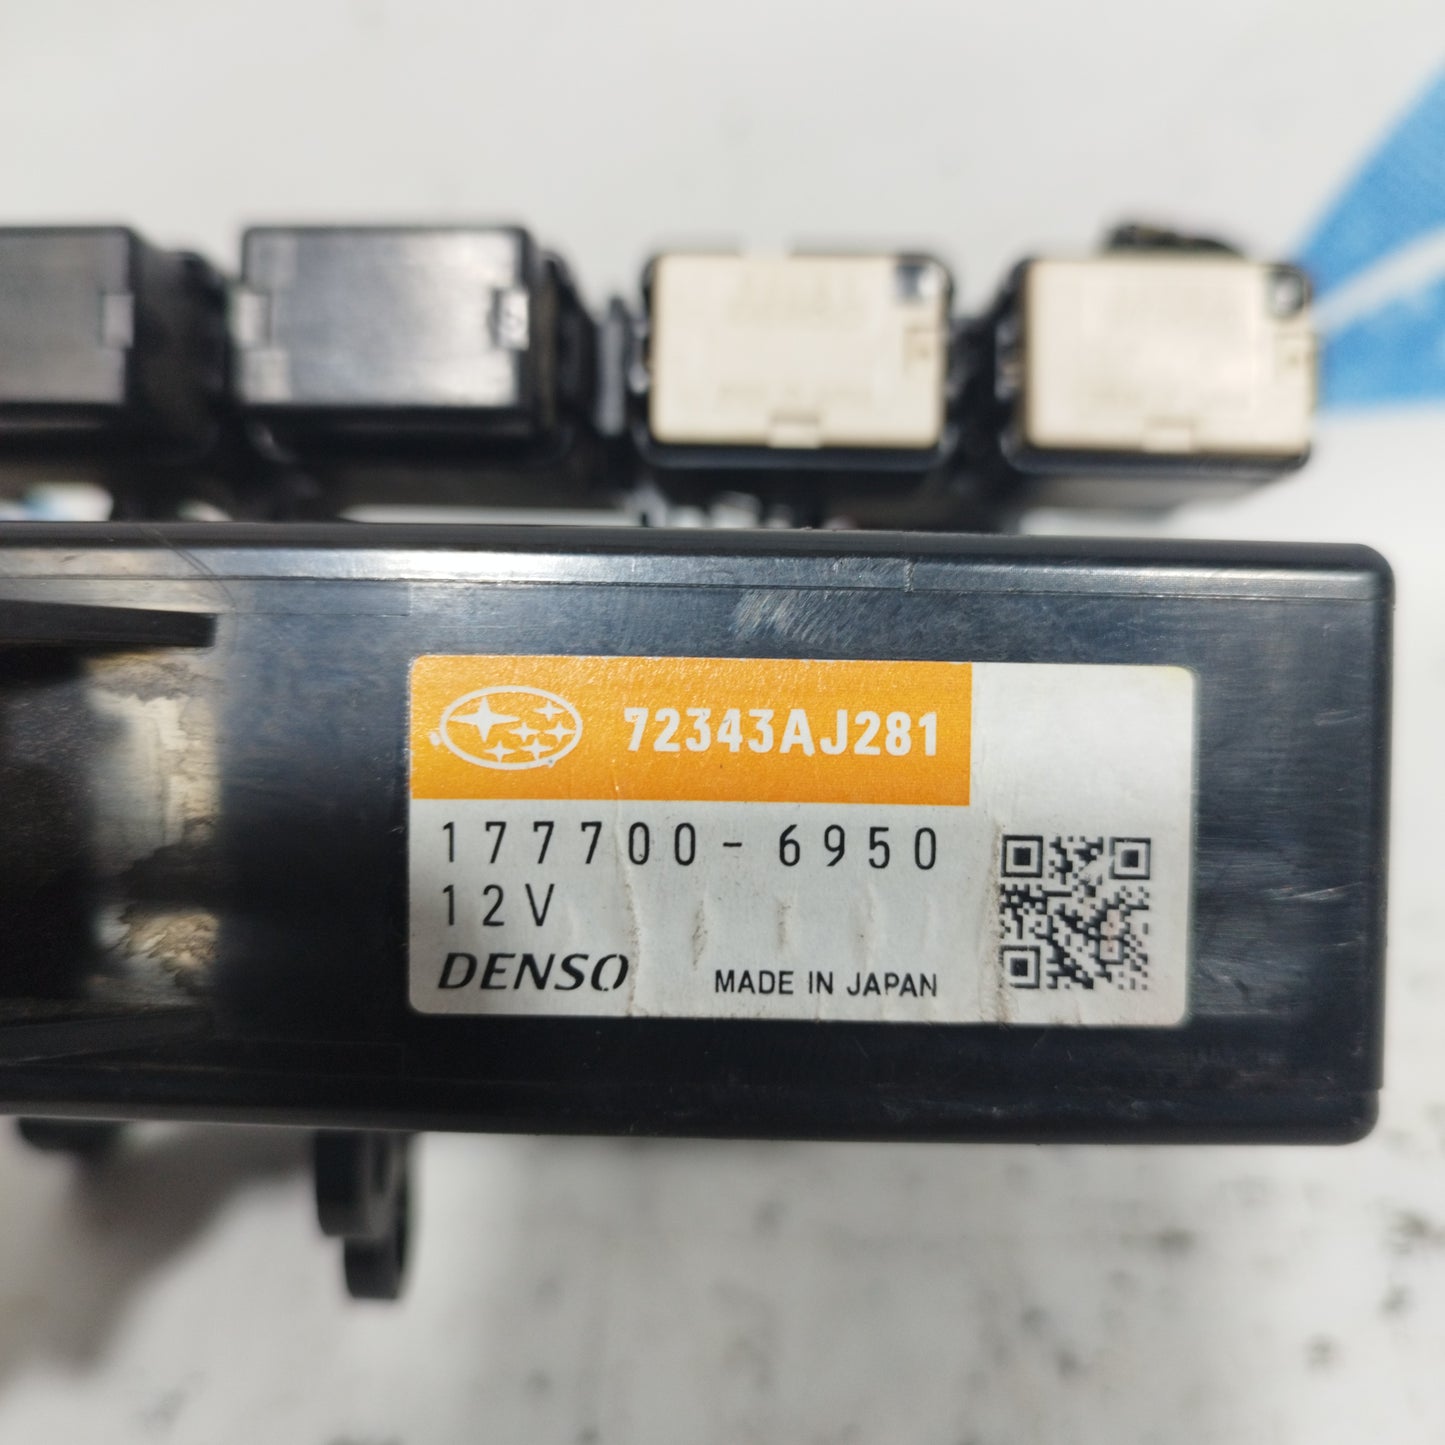 72343AJ281
177700-6950
12V
DENSO MADE IN JAPAN